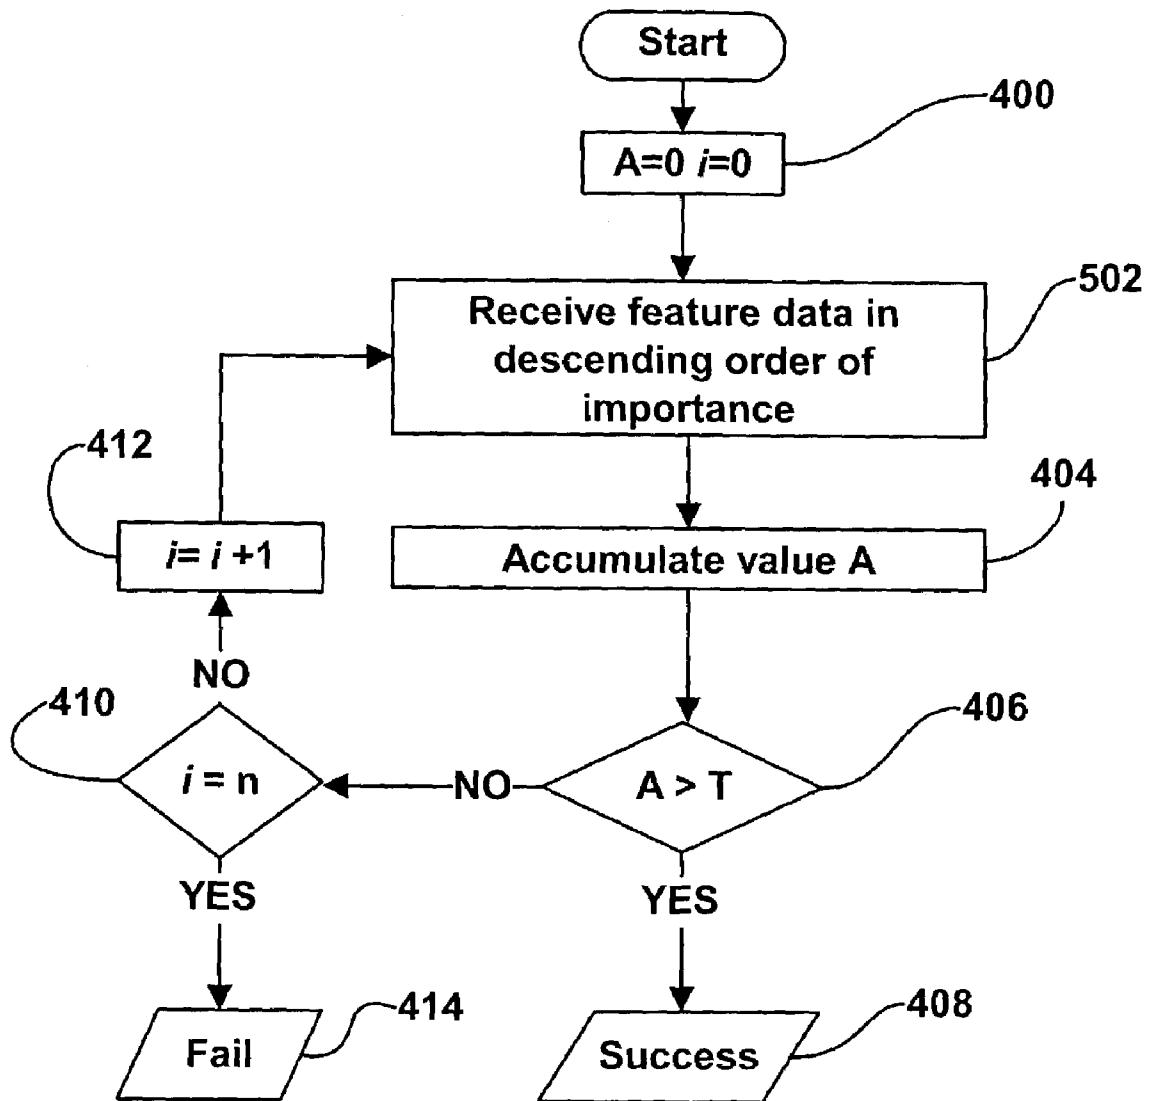 Start
400
A=0 i=0
502
Receive feature data in
descending order of
importance
412
404
i= i +1
Accumulate value A
NO
410
406
i = n
NO
A > T
YES
YES
414
408
Fail
Success